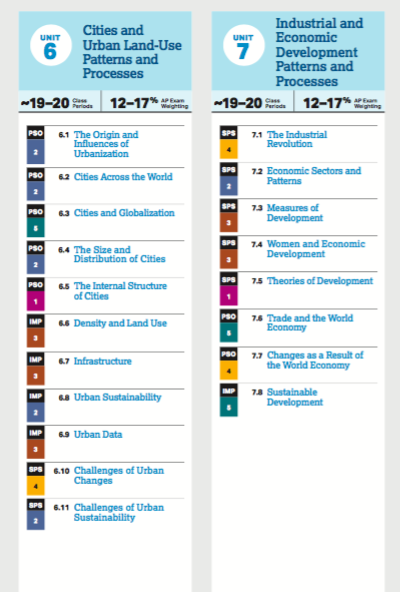 UNIT
6
Cities and
Urban Land-Use
Patterns and
Processes
~19–20 Class Periods
12–17% AP Exam Weighting
PSO
2
6.1 The Origin and
Influences of
Urbanization
PSO
2
6.2 Cities Across the World
PSO
5
6.3 Cities and Globalization
PSO
2
6.4 The Size and
Distribution of Cities
PSO
1
6.5 The Internal Structure
of Cities
IMP
3
6.6 Density and Land Use
IMP
3
6.7 Infrastructure
IMP
2
6.8 Urban Sustainability
IMP
3
6.9 Urban Data
SPS
4
6.10 Challenges of Urban
Changes
SPS
2
6.11 Challenges of Urban
Sustainability
UNIT
7
Industrial and
Economic
Development
Patterns and
Processes
~19–20 Class Periods
12–17% AP Exam Weighting
SPS
4
7.1 The Industrial
Revolution
SPS
2
7.2 Economic Sectors and
Patterns
SPS
3
7.3 Measures of
Development
SPS
3
7.4 Women and Economic
Development
SPS
1
7.5 Theories of Development
PSO
5
7.6 Trade and the World
Economy
PSO
4
7.7 Changes as a Result of
the World Economy
IMP
5
7.8 Sustainable
Development